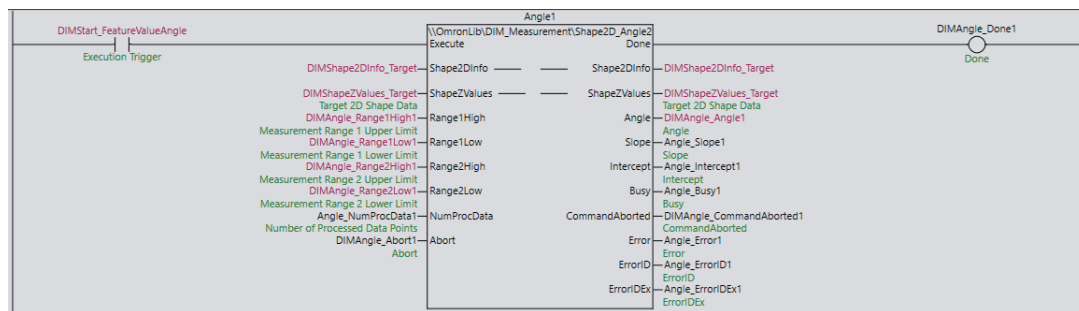 Angle1
DIMStart_FeatureValueAngle
\\OmronLib\DIM_Measurement\Shape2D_Angle2
DIMAngle_Done1
Execute
Done
Execution Trigger
Done
DIMShape2DInfo_Target
Shape2DInfo
Shape2DInfo
DIMShape2DInfo_Target
DIMShapeZValues_Target
ShapeZValues
ShapeZValues
DIMShapeZValues_Target
Target 2D Shape Data
Target 2D Shape Data
DIMAngle_Range1High1
Range1High
Angle
DIMAngle_Angle1
Measurement Range 1 Upper Limit
Angle
DIMAngle_Range1Low1
Range1Low
Slope
Angle_Slope1
Measurement Range 1 Lower Limit
Slope
DIMAngle_Range2High1
Range2High
Intercept
Angle_Intercept1
Measurement Range 2 Upper Limit
Intercept
DIMAngle_Range2Low1
Range2Low
Busy
Angle_Busy1
Measurement Range 2 Lower Limit
Busy
Angle_NumProcData1
NumProcData
CommandAborted
DIMAngle_CommandAborted1
Number of Processed Data Points
CommandAborted
DIMAngle_Abort1
Abort
Error
Angle_Error1
Abort
Error
ErrorID
Angle_ErrorID1
ErrorID
ErrorIDEx
Angle_ErrorIDEx1
ErrorIDEx